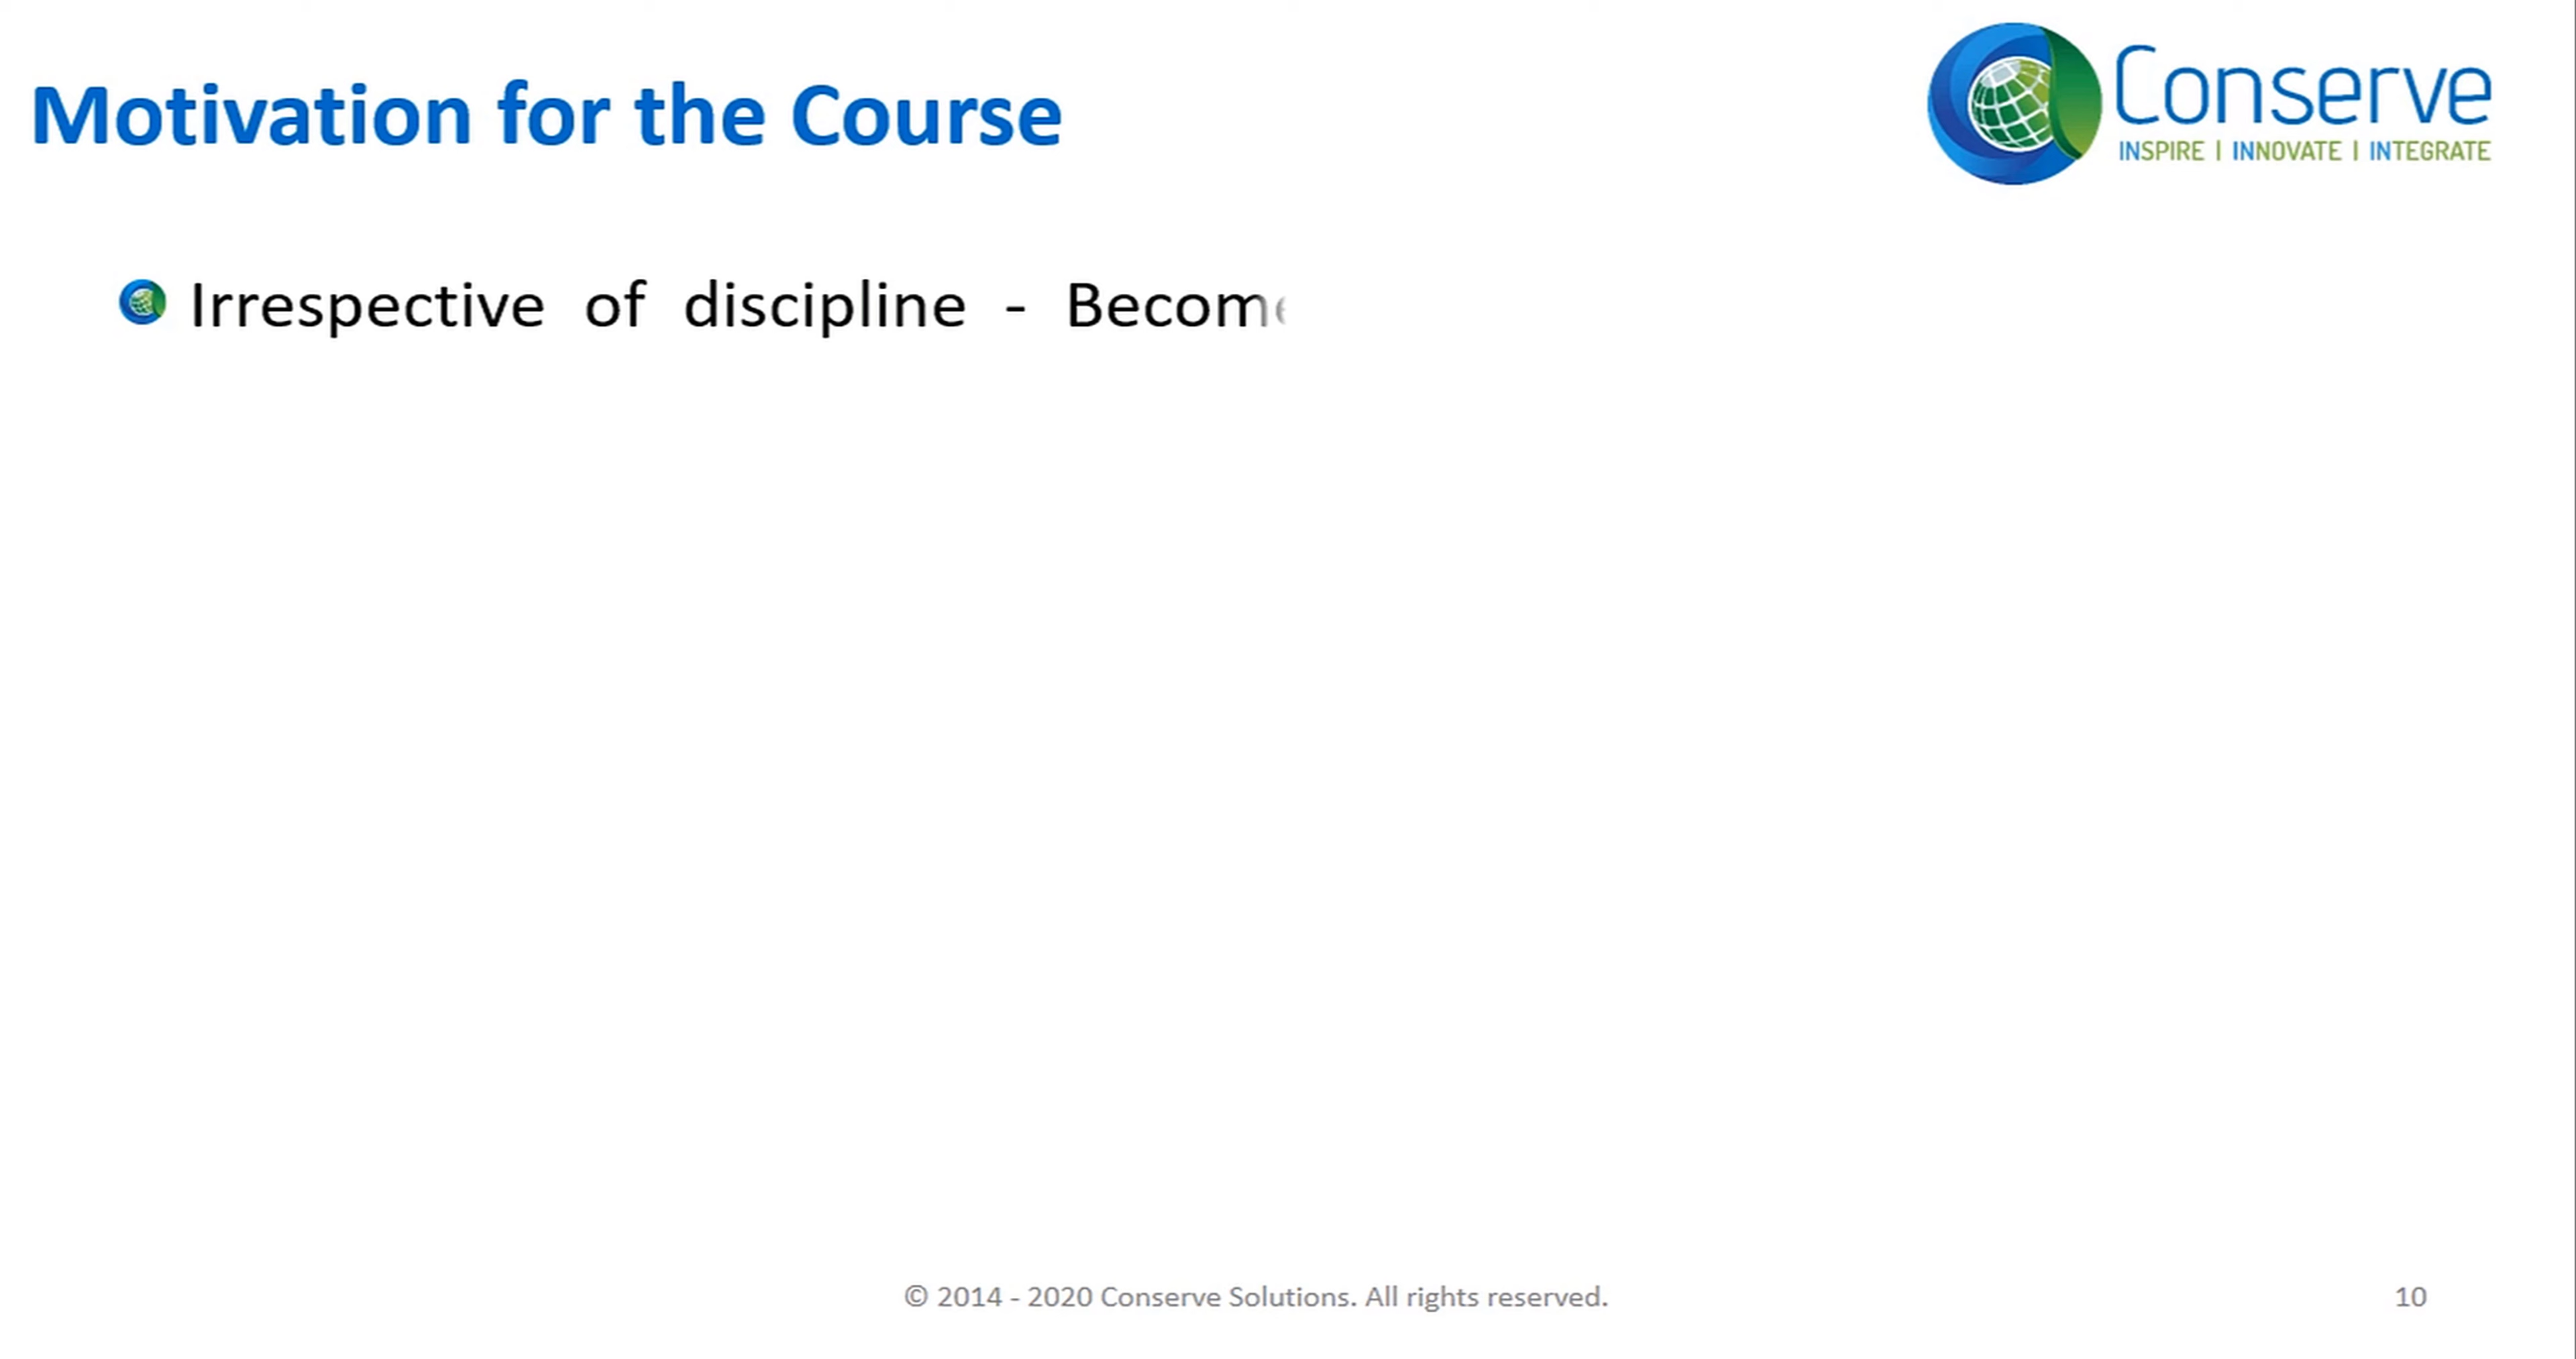 Motivation for the Course
Conserve
INSPIRE | INNOVATE | INTEGRATE
Irrespective of discipline - Becom
© 2014 - 2020 Conserve Solutions. All rights reserved.
10